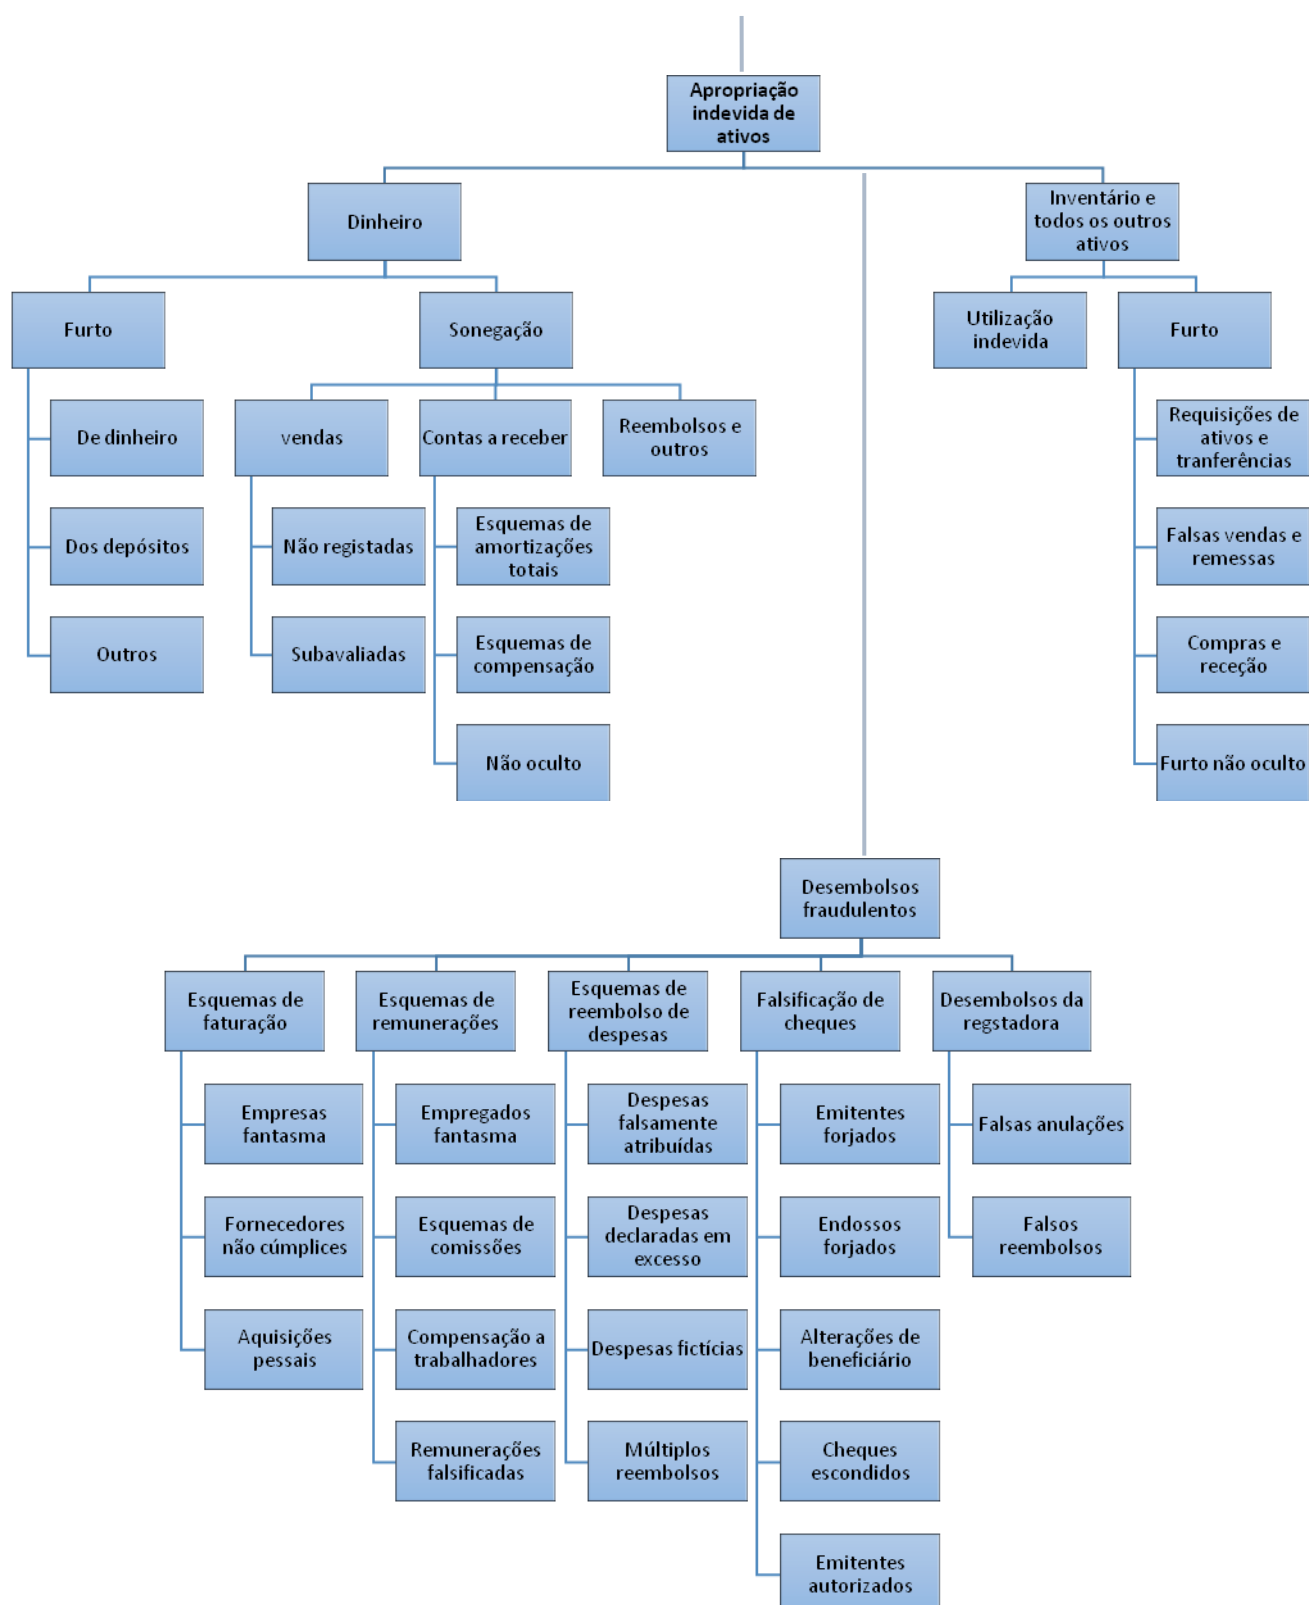 Apropriação
indevida de
ativos
Dinheiro
Inventário e
todos os outros
ativos
Furto
Sonegação
Utilização
indevida
Furto
De dinheiro
vendas
Contas a receber
Reembolsos e
outros
Requisições de
ativos e
tranferências
Dos depósitos
Não registadas
Esquemas de
amortizações
totais
Falsas vendas e
remessas
Outros
Subavaliadas
Esquemas de
compensação
Compras e
receção
Não oculto
Furto não oculto
Desembolsos
fraudulentos
Esquemas de
faturação
Esquemas de
remunerações
Esquemas de
reembolso de
despesas
Falsificação de
cheques
Desembolsos da
regstadora
Empresas
fantasma
Empregados
fantasma
Despesas
falsamente
atribuídas
Emitentes
forjados
Falsas anulações
Fornecedores
não cúmplices
Esquemas de
comissões
Despesas
declaradas em
excesso
Endossos
forjados
Falsos
reembolsos
Aquisições
pessais
Compensação a
trabalhadores
Despesas fictícias
Alterações de
beneficiário
Remunerações
falsificadas
Múltiplos
reembolsos
Cheques
escondidos
Emitentes
autorizados